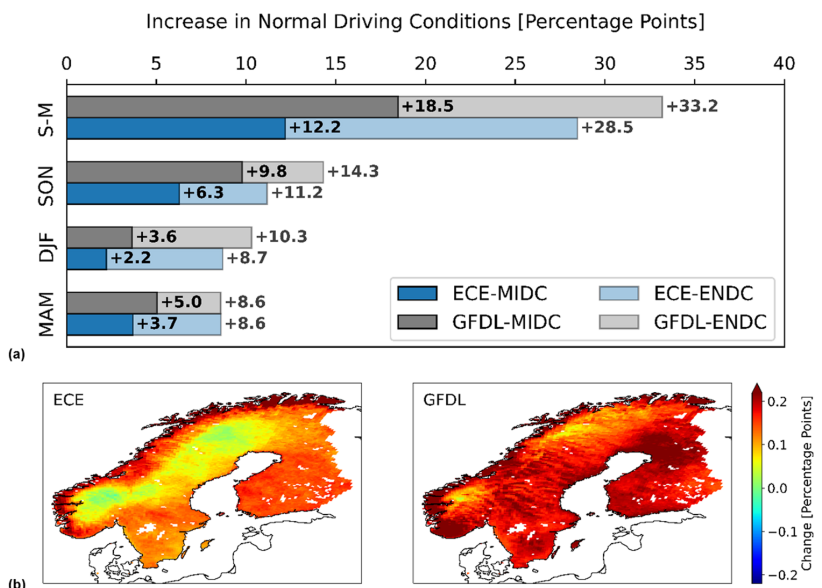 Increase in Normal Driving Conditions [Percentage Points]
0 5 10 15 20 25 30 35 40
S-M
+18.5 +33.2
+12.2 +28.5
SON
+9.8 +14.3
+6.3 +11.2
DJF
+3.6 +10.3
+2.2 +8.7
MAM
+5.0 +8.6
+3.7 +8.6
ECE-MIDC ECE-ENDC
GFDL-MIDC GFDL-ENDC
(a)
ECE
GFDL
0.2
0.1
0.0
−0.1
−0.2
Change [Percentage Points]
(b)